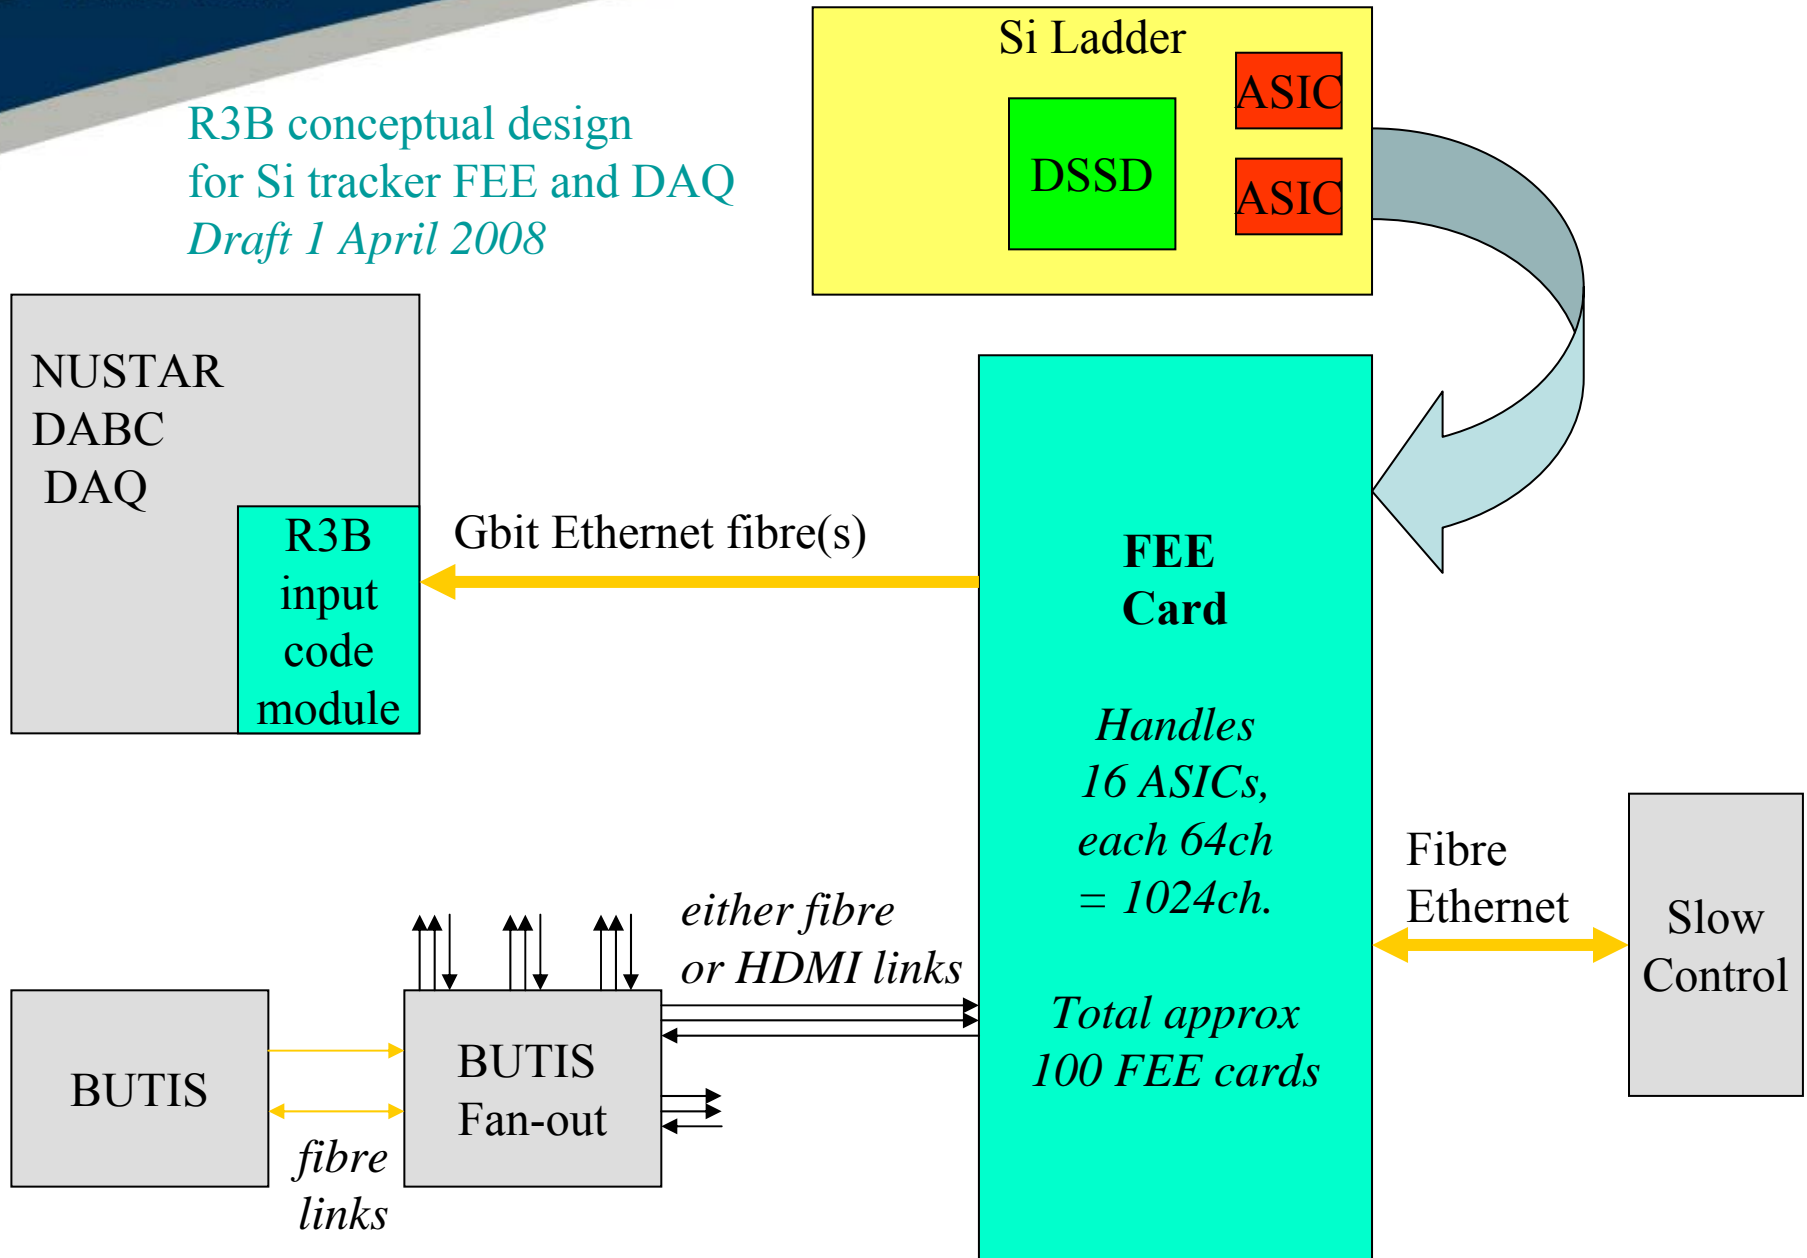 R3B conceptual design
for Si tracker FEE and DAQ
Draft 1 April 2008
Si Ladder
ASIC
DSSD
ASIC
NUSTAR
DABC
DAQ
R3B
input
code
module
Gbit Ethernet fibre(s)
FEE
Card
Handles
16 ASICs,
each 64ch
= 1024ch.
Total approx
100 FEE cards
Fibre
Ethernet
Slow
Control
either fibre
or HDMI links
BUTIS
BUTIS
Fan-out
fibre
links